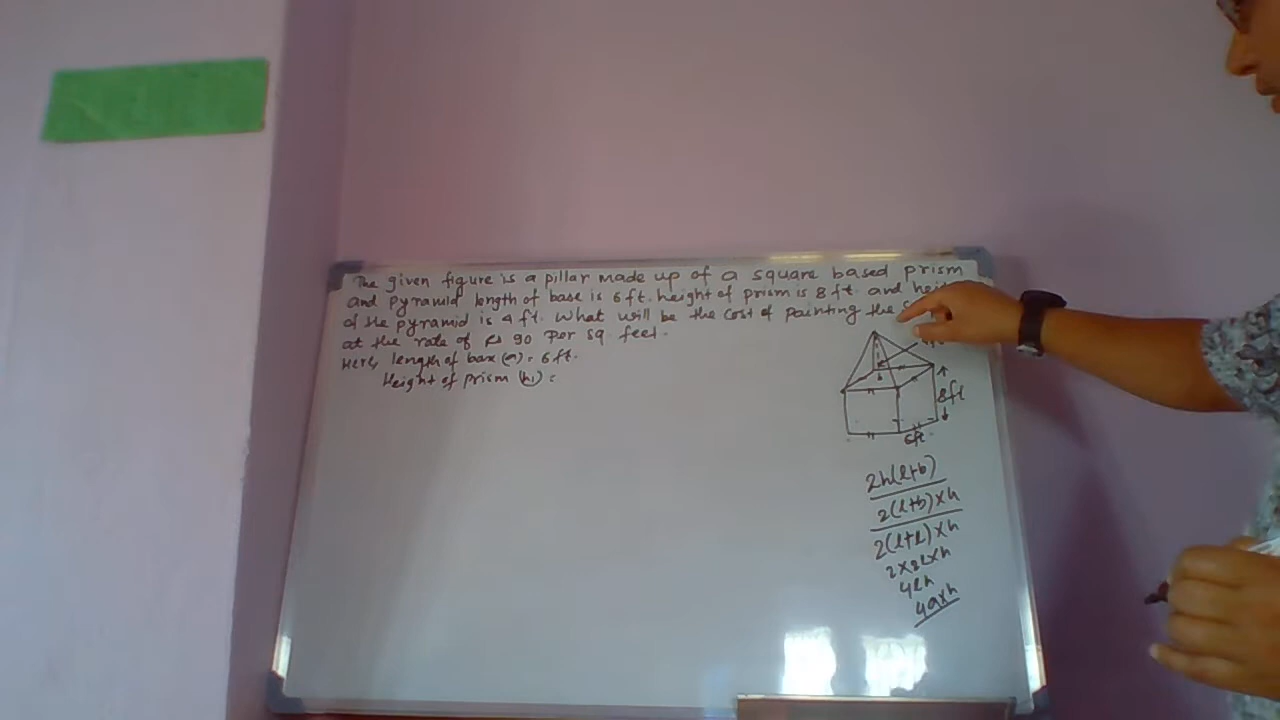 The given figure is a pillar made up of a square based prism
and pyramid length of base is 6 ft. height of prism is 8 ft. and
of the pyramid is 4 ft. What will be the cost of painting the
at the rate of Rs 90 per sq feet.
Here, length of base (a) = 6 ft.
Height of prism (h1) =
8ft
6ft
2h(l+b)
2(l+b)×h
2(l+l)×h
2×2l×h
4lh
4a×h